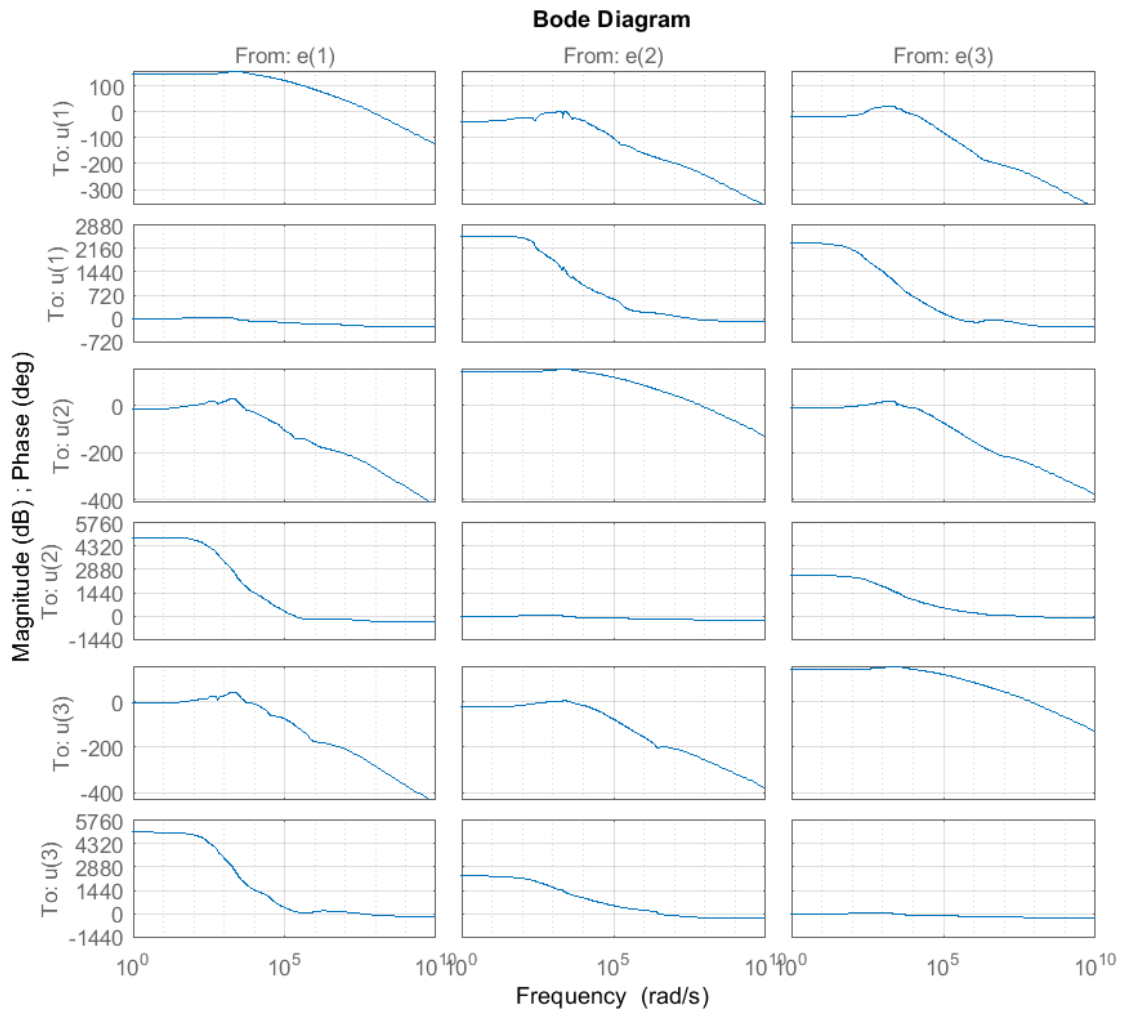 Bode Diagram
From: e(1) From: e(2) From: e(3)
Magnitude (dB) ; Phase (deg)
To: u(1)
100
0
-100
-200
-300
To: u(1)
2880
2160
1440
720
0
-720
To: u(2)
0
-200
-400
To: u(2)
5760
4320
2880
1440
0
-1440
To: u(3)
0
-200
-400
To: u(3)
5760
4320
2880
1440
0
-1440
10^0 10^5 10^10 10^0 10^5 10^10 10^0 10^5 10^10
Frequency (rad/s)